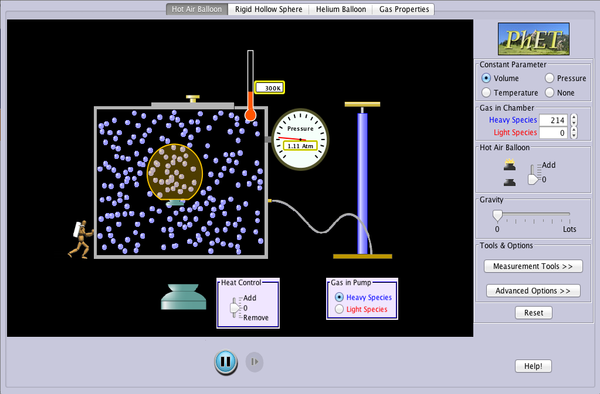 Hot Air Balloon
Rigid Hollow Sphere
Helium Balloon
Gas Properties
PhET
Constant Parameter
Volume
Pressure
Temperature
None
Gas in Chamber
Heavy Species
214
Light Species
0
Hot Air Balloon
Add
0
Gravity
0
Lots
Tools & Options
Measurement Tools >>
Advanced Options >>
Reset
Help!
300K
Pressure
1.11 Atm
Heat Control
Add
0
Remove
Gas in Pump
Heavy Species
Light Species